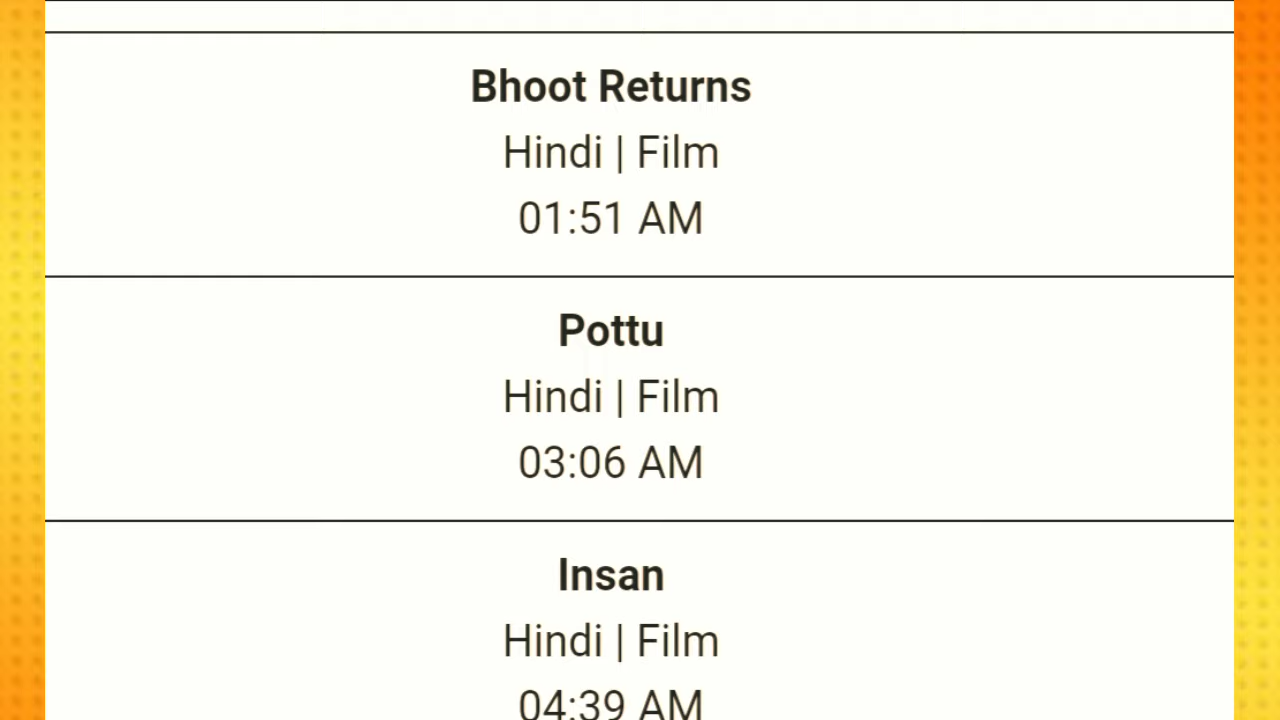 Bhoot Returns
Hindi | Film
01:51 AM
Pottu
Hindi | Film
03:06 AM
Insan
Hindi | Film
04:39 AM